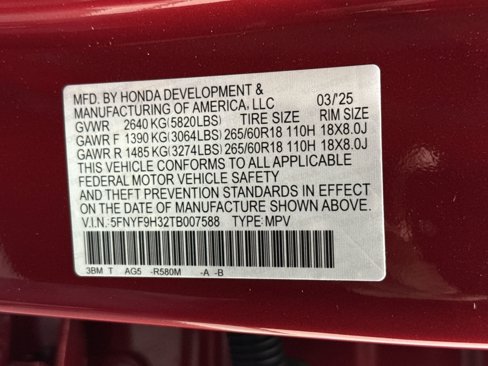 MFD. BY HONDA DEVELOPMENT &
MANUFACTURING OF AMERICA, LLC 03/'25
GVWR 2640 KG(5820LBS) TIRE SIZE RIM SIZE
GAWR F 1390 KG(3064LBS) 265/60R18 110H 18X8.0J
GAWR R 1485 KG(3274LBS) 265/60R18 110H 18X8.0J
THIS VEHICLE CONFORMS TO ALL APPLICABLE
FEDERAL MOTOR VEHICLE SAFETY
AND THEFT PREVENTION STANDARDS IN EFFECT
ON THE DATE OF MANUFACTURE SHOWN ABOVE.
V.I.N.: 5FNYF9H32TB007588 TYPE: MPV
3BM T AG5 -R580M -A -B